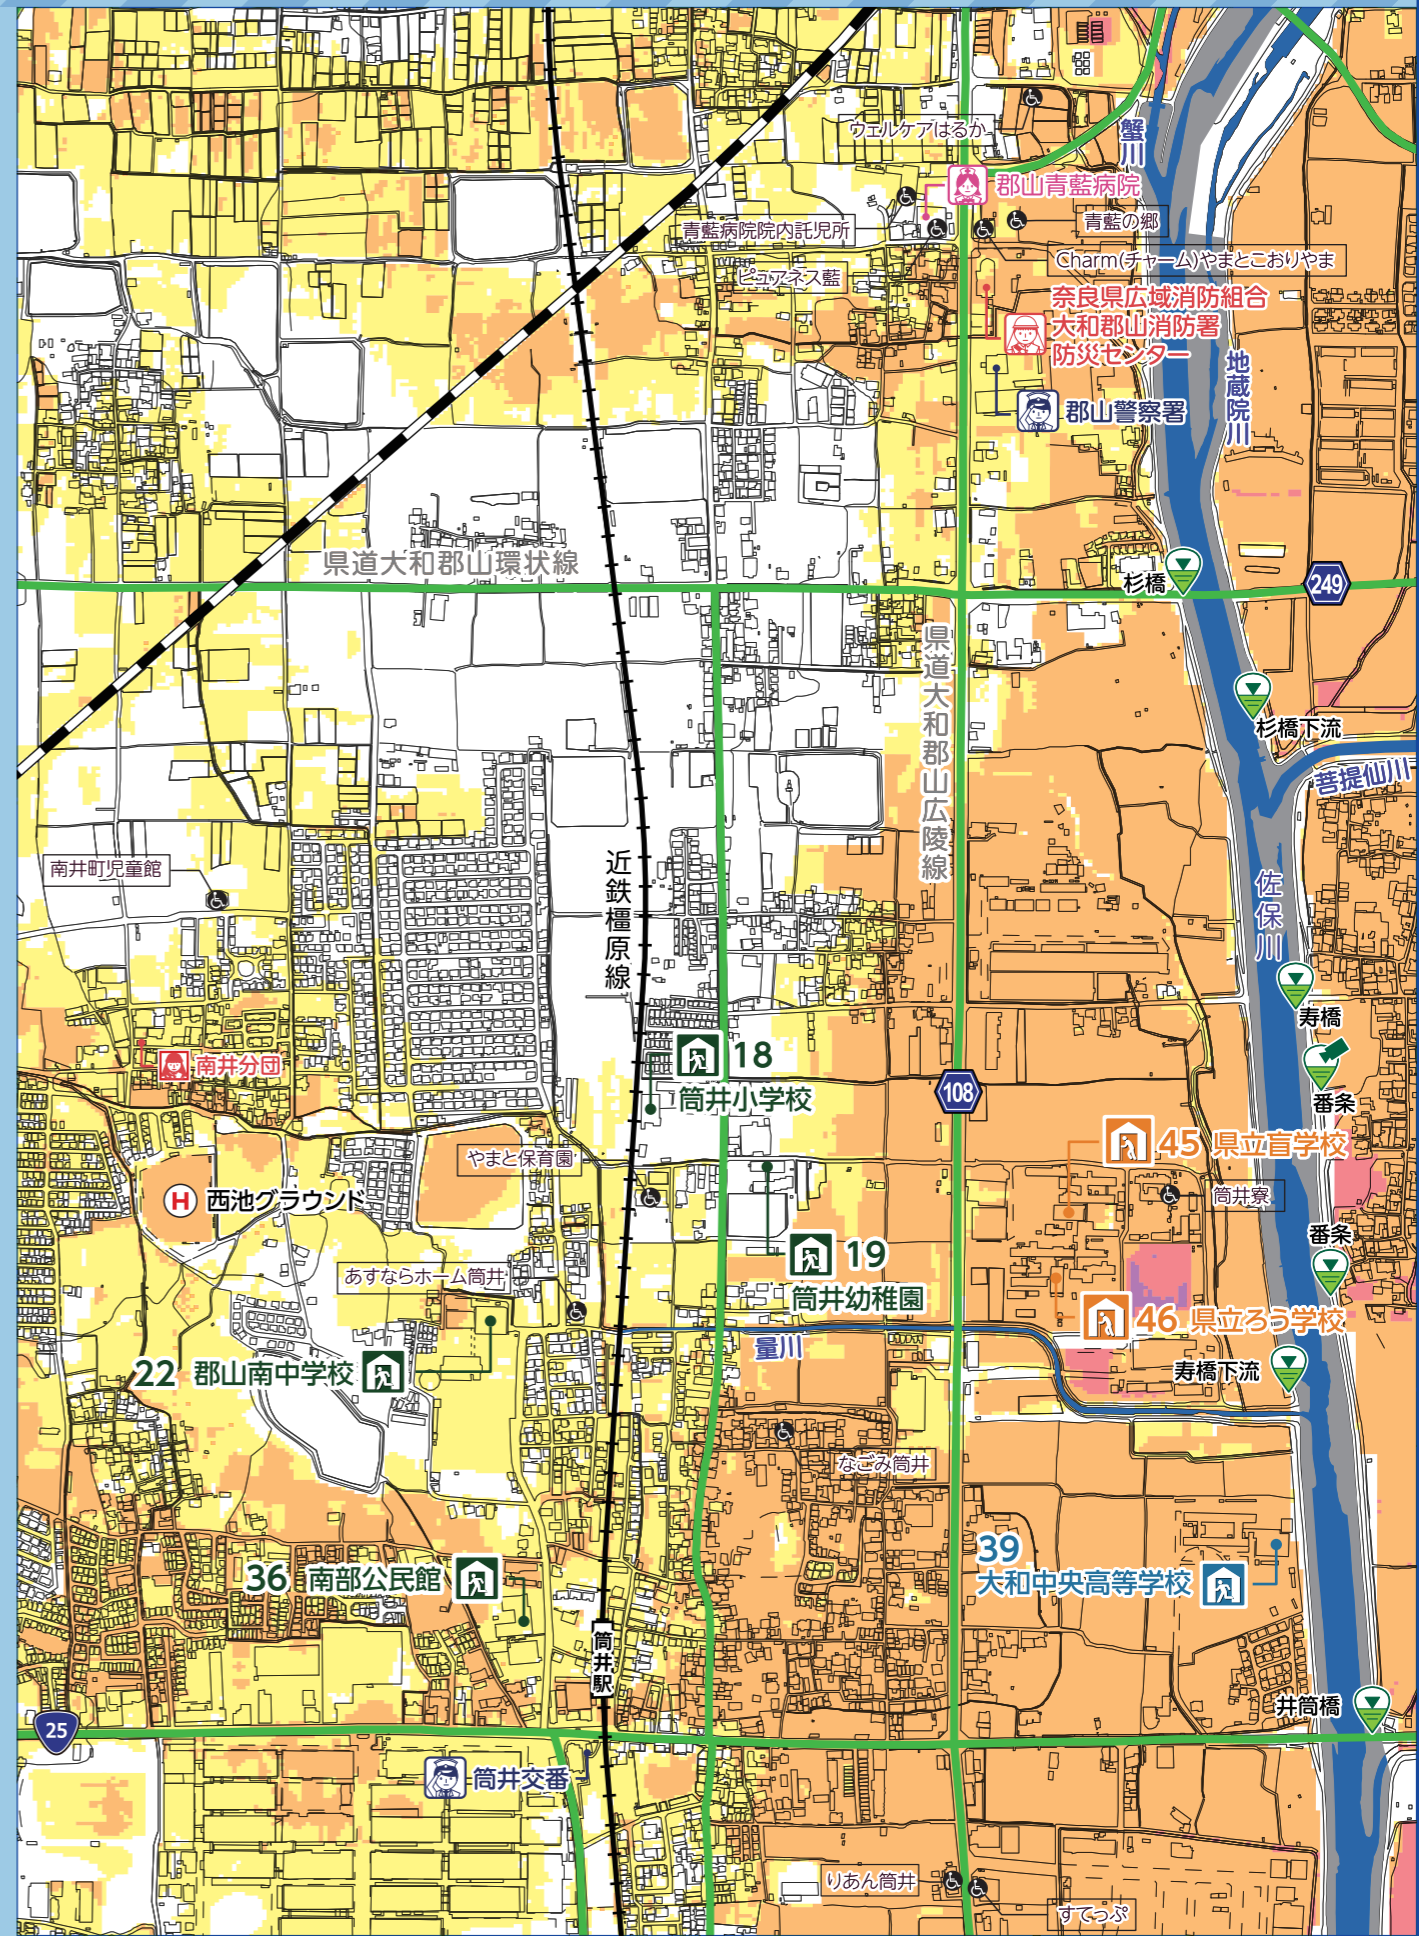 ウェルケアはるか
蟹川
郡山青藍病院
青藍の郷
青藍病院院内託児所
Charm(チャーム)やまとこおりやま
ピュアネス藍
奈良県広域消防組合
大和郡山消防署
防災センター
地蔵院川
郡山警察署
県道大和郡山環状線
杉橋
249
県道大和郡山広陵線
杉橋下流
菩提仙川
南井町児童館
近鉄橿原線
佐保川
寿橋
18
筒井小学校
南井分団
108
番条
45 県立盲学校
やまと保育園
筒井寮
H 西池グラウンド
番条
19
筒井幼稚園
あすならホーム筒井
46 県立ろう学校
量川
22 郡山南中学校
寿橋下流
なごみ筒井
39
大和中央高等学校
36 南部公民館
筒井駅
井筒橋
25
筒井交番
りあん筒井
すてっぷ